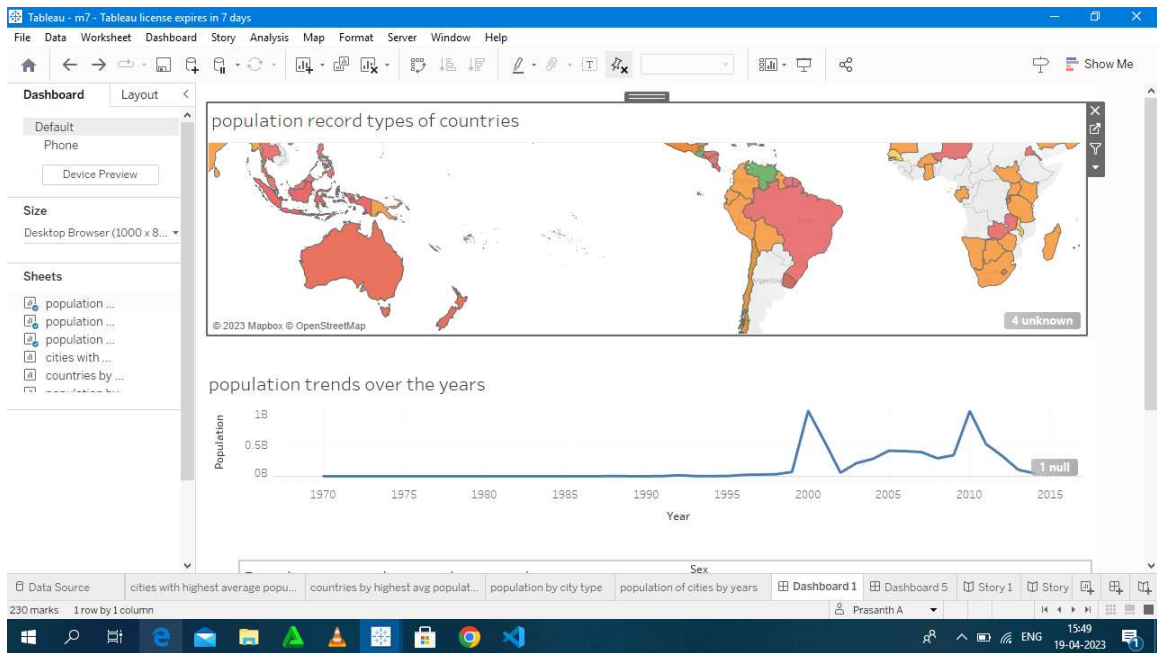 Tableau - m7 - Tableau license expires in 7 days
File Data Worksheet Dashboard Story Analysis Map Format Server Window Help
Show Me
Dashboard Layout
Default
Phone
Device Preview
Size
Desktop Browser (1000 x 8...
Sheets
population ...
population ...
population ...
cities with ...
countries by ...
population record types of countries
Argentina
© 2023 Mapbox © OpenStreetMap
4 unknown
population trends over the years
Population
1B
0.5B
0B
1 null
1970 1975 1980 1985 1990 1995 2000 2005 2010 2015
Year
Sex
Data Source cities with highest average popu... countries by highest avg populat... population by city type population of cities by years Dashboard 1 Dashboard 5 Story 1 Story
230 marks 1 row by 1 column Prasanth A
ENG 15:49
19-04-2023